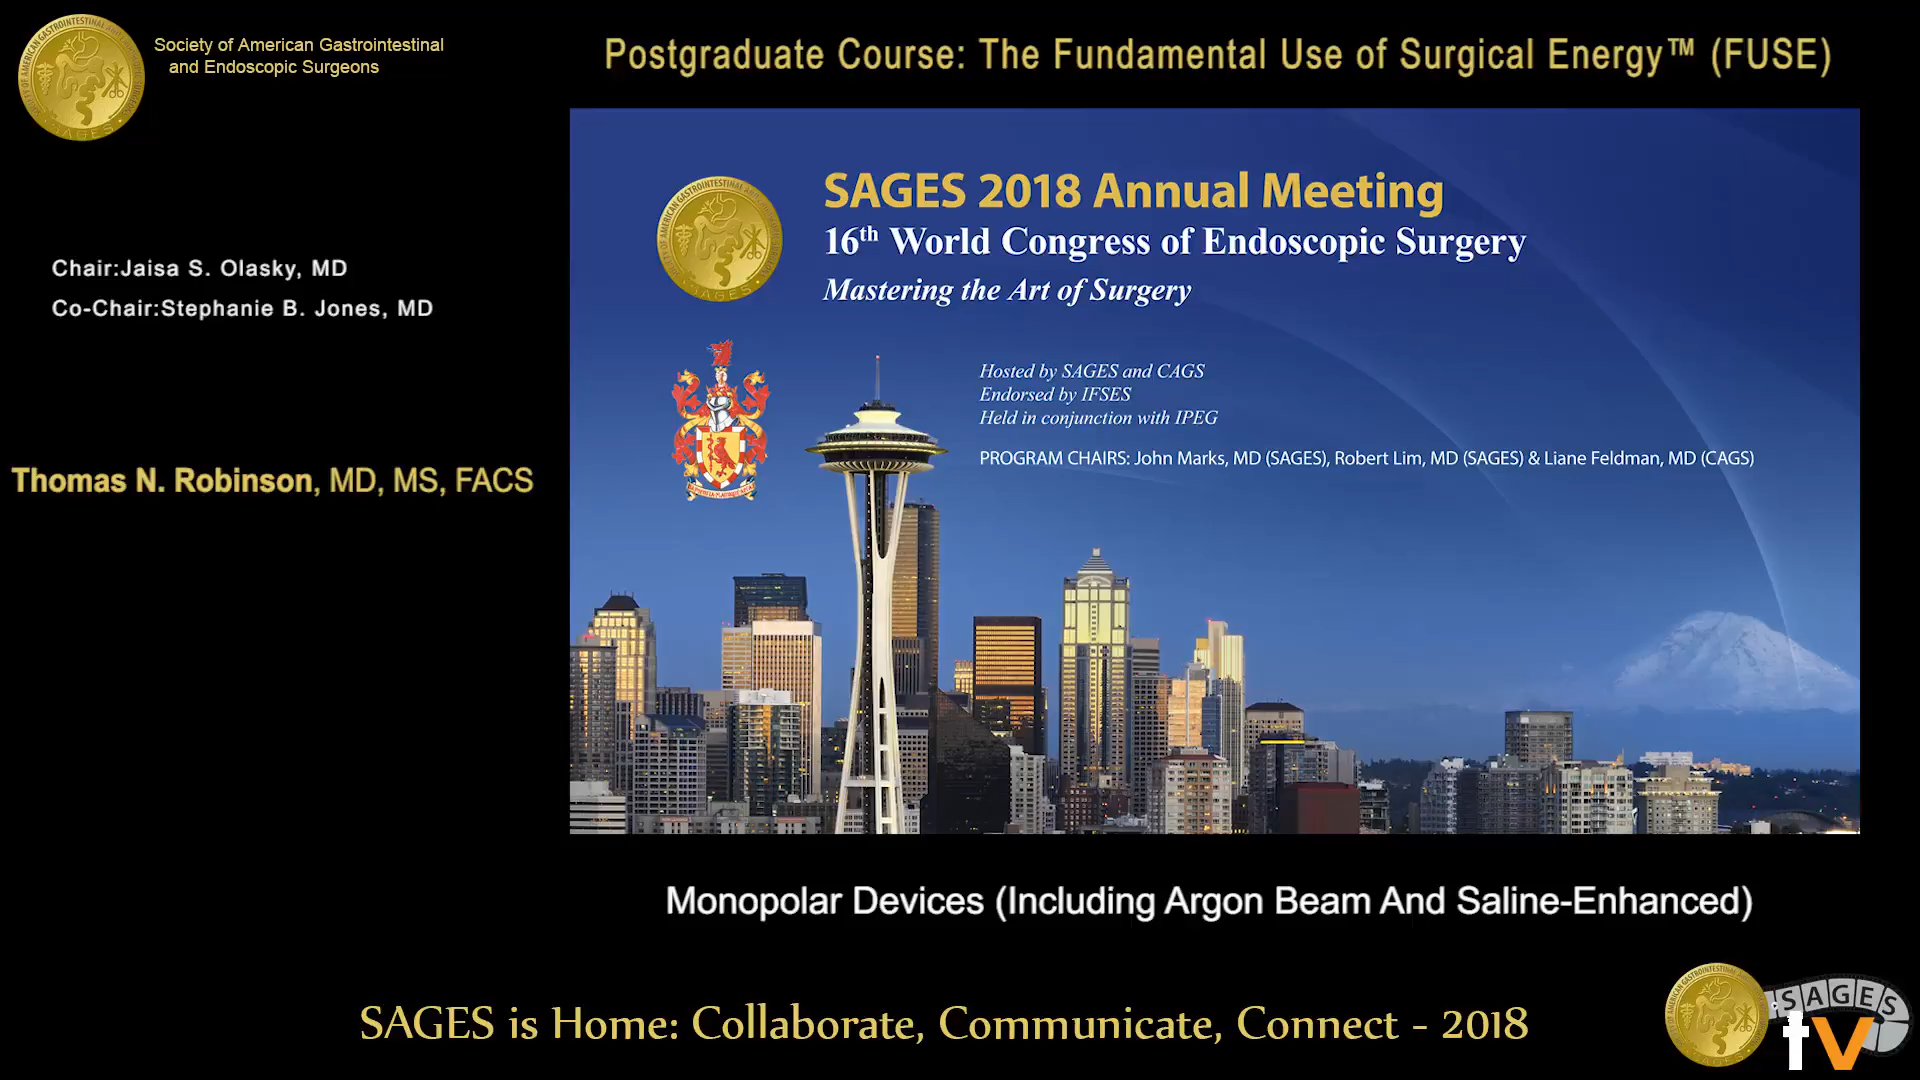 Society of American Gastrointestinal
and Endoscopic Surgeons
Postgraduate Course: The Fundamental Use of Surgical Energy™ (FUSE)
Chair:Jaisa S. Olasky, MD
Co-Chair:Stephanie B. Jones, MD
Thomas N. Robinson, MD, MS, FACS
SAGES 2018 Annual Meeting
16th World Congress of Endoscopic Surgery
Mastering the Art of Surgery
Hosted by SAGES and CAGS
Endorsed by IFSES
Held in conjunction with IPEG
PROGRAM CHAIRS: John Marks, MD (SAGES), Robert Lim, MD (SAGES) & Liane Feldman, MD (CAGS)
Monopolar Devices (Including Argon Beam And Saline-Enhanced)
SAGES is Home: Collaborate, Communicate, Connect - 2018
SAGES
tv